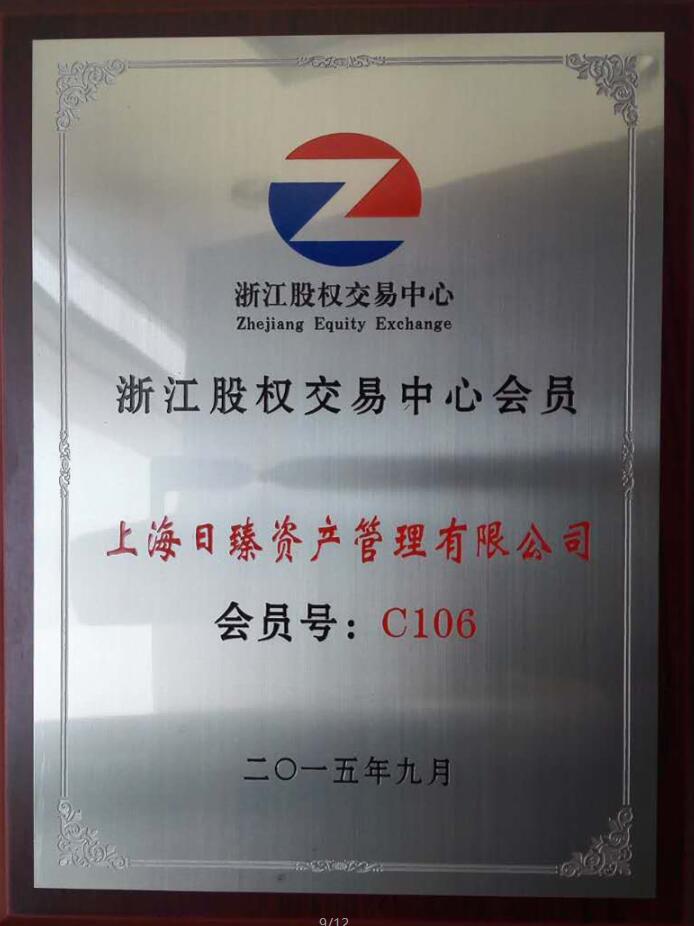 浙江股权交易中心
Zhejiang Equity Exchange
浙江股权交易中心会员
上海日臻资产管理有限公司
会员号：C106
二〇一五年九月
9/12